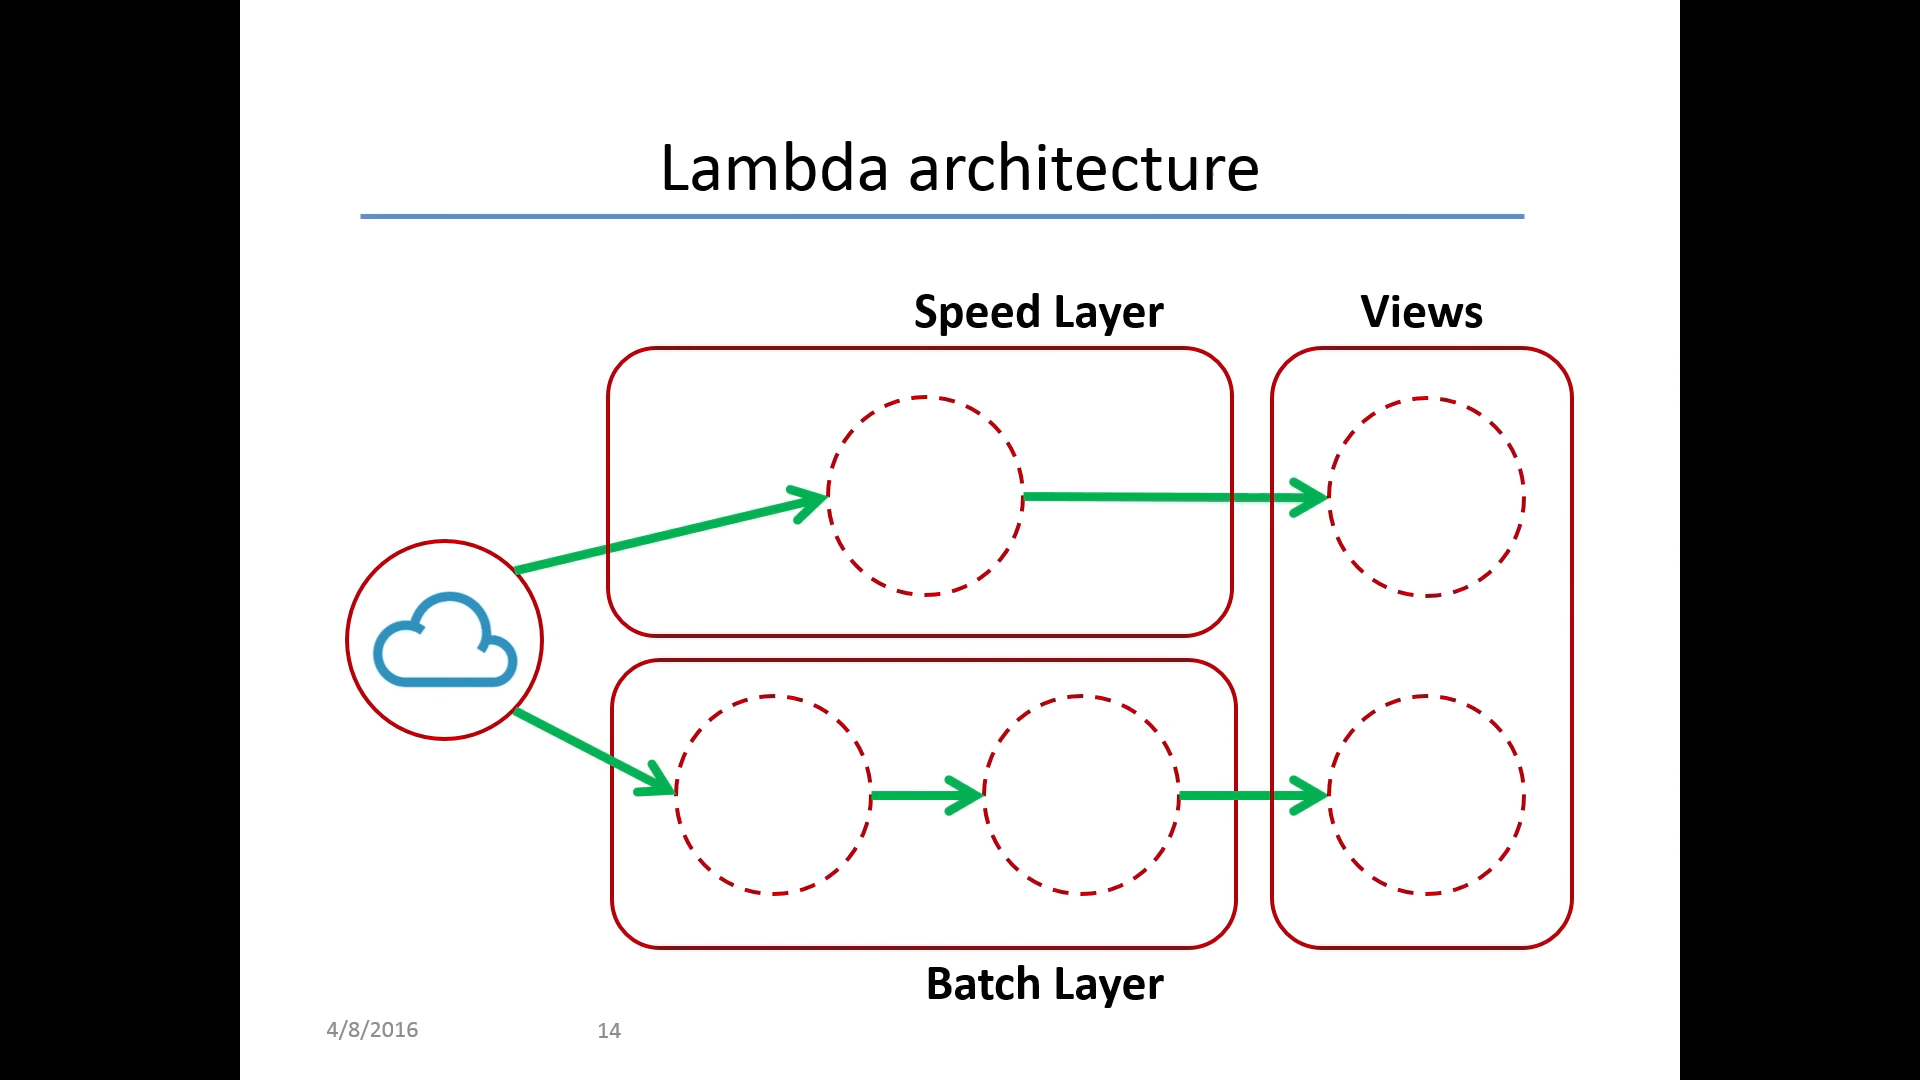 Lambda architecture
Speed Layer
Views
Batch Layer
4/8/2016
14